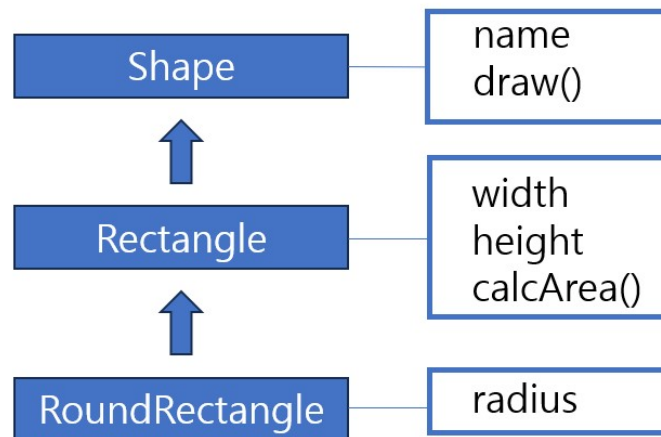 Shape
name
draw()
Rectangle
width
height
calcArea()
RoundRectangle
radius